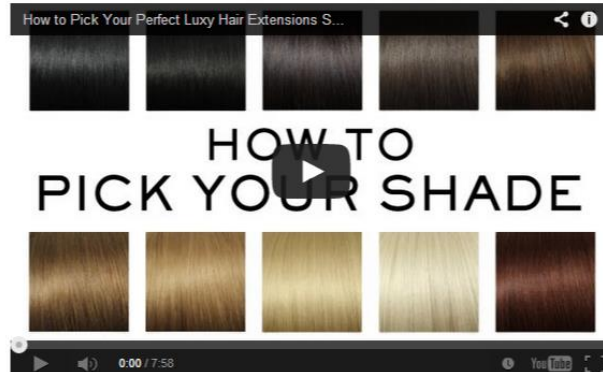 How to Pick Your Perfect Luxy Hair Extensions S...
HOW TO
PICK YOUR SHADE
0:00 / 7:58
YouTube